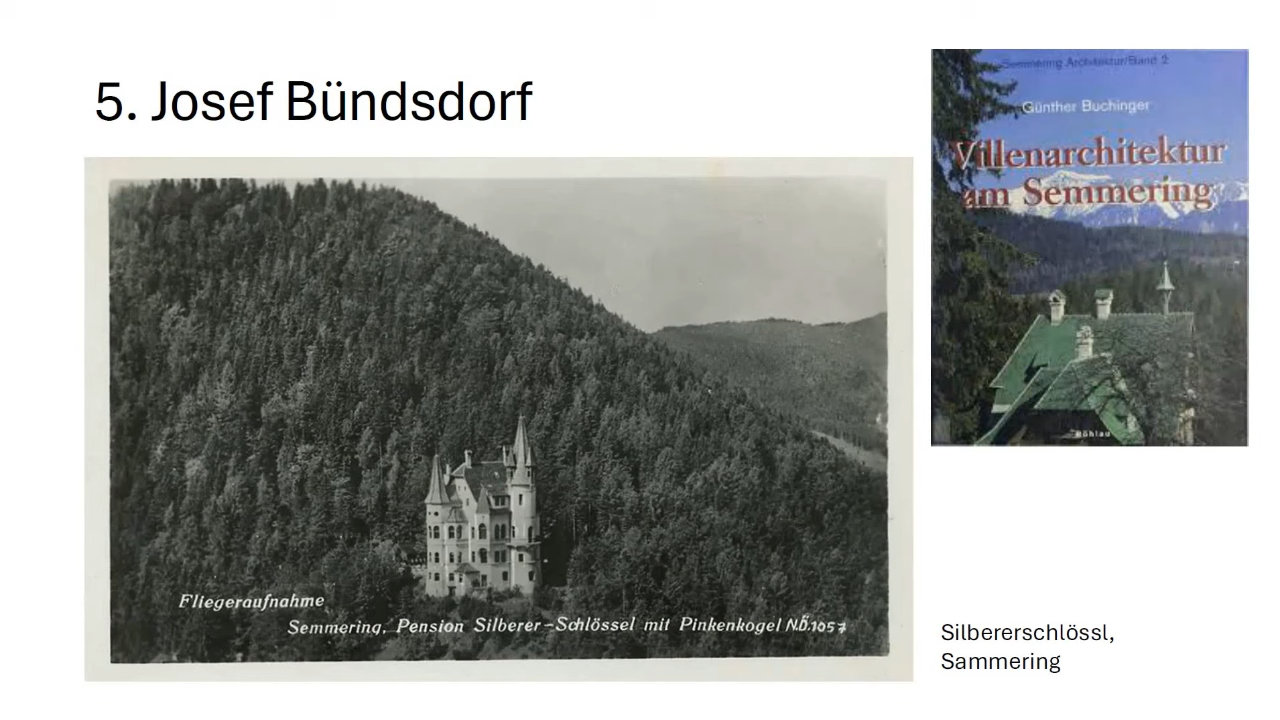 5. Josef Bündsdorf
Semmering Architektur/Band 2
Günther Buchinger
Villenarchitektur
am Semmering
Böhlau
Fliegeraufnahme
Semmering, Pension Silberer-Schlössel mit Pinkenkogel N.Ö.1057
Silbererschlössl,
Sammering